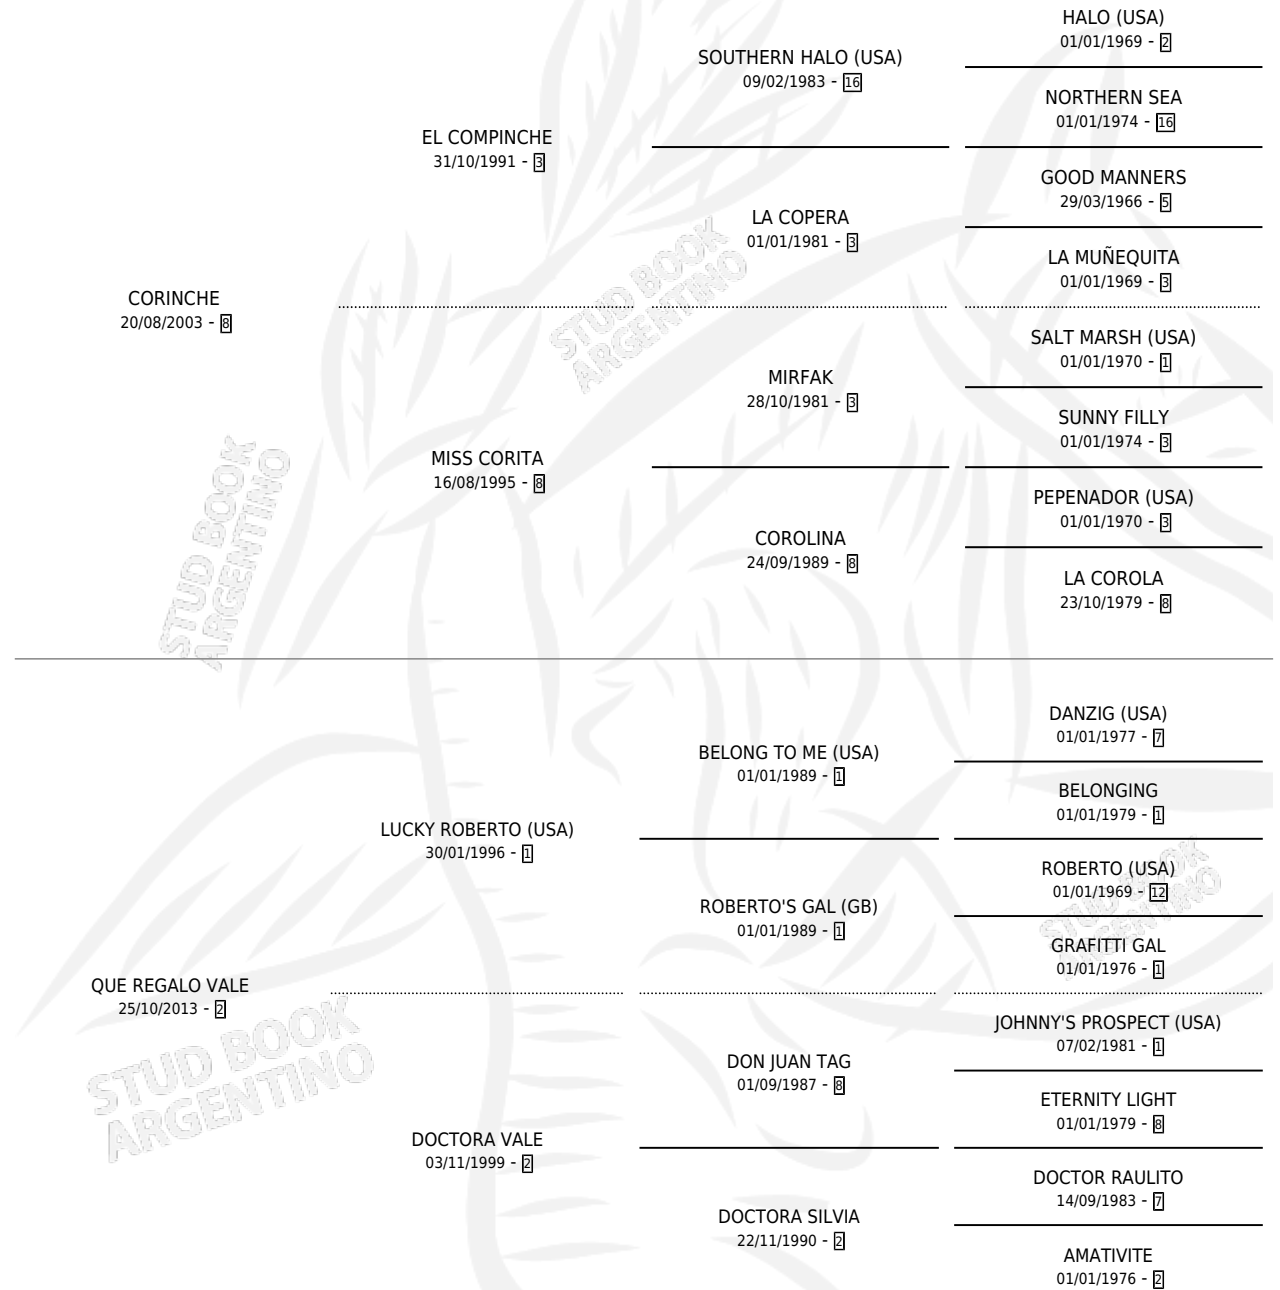 HALO (USA)
01/01/1969 - 2
SOUTHERN HALO (USA)
09/02/1983 - 16
NORTHERN SEA
01/01/1974 - 16
EL COMPINCHE
31/10/1991 - 3
GOOD MANNERS
29/03/1966 - 5
LA COPERA
01/01/1981 - 3
LA MUÑEQUITA
01/01/1969 - 3
CORINCHE
20/08/2003 - 8
STUD BOOK
ARGENTINO
SALT MARSH (USA)
01/01/1970 - 1
MIRFAK
28/10/1981 - 3
SUNNY FILLY
01/01/1974 - 3
MISS CORITA
16/08/1995 - 8
PEPENADOR (USA)
01/01/1970 - 3
COROLINA
24/09/1989 - 8
LA COROLA
23/10/1979 - 8
STUD BOOK
ARGENTINO
DANZIG (USA)
01/01/1977 - 7
BELONG TO ME (USA)
01/01/1989 - 1
BELONGING
01/01/1979 - 1
LUCKY ROBERTO (USA)
30/01/1996 - 1
ROBERTO (USA)
01/01/1969 - 12
ROBERTO'S GAL (GB)
01/01/1989 - 1
STUD BOOK
ARGENTINO
GRAFITTI GAL
01/01/1976 - 1
QUE REGALO VALE
25/10/2013 - 2
STUD BOOK
ARGENTINO
JOHNNY'S PROSPECT (USA)
07/02/1981 - 1
DON JUAN TAG
01/09/1987 - 8
ETERNITY LIGHT
01/01/1979 - 8
DOCTORA VALE
03/11/1999 - 2
DOCTOR RAULITO
14/09/1983 - 7
DOCTORA SILVIA
22/11/1990 - 2
AMATIVITE
01/01/1976 - 2